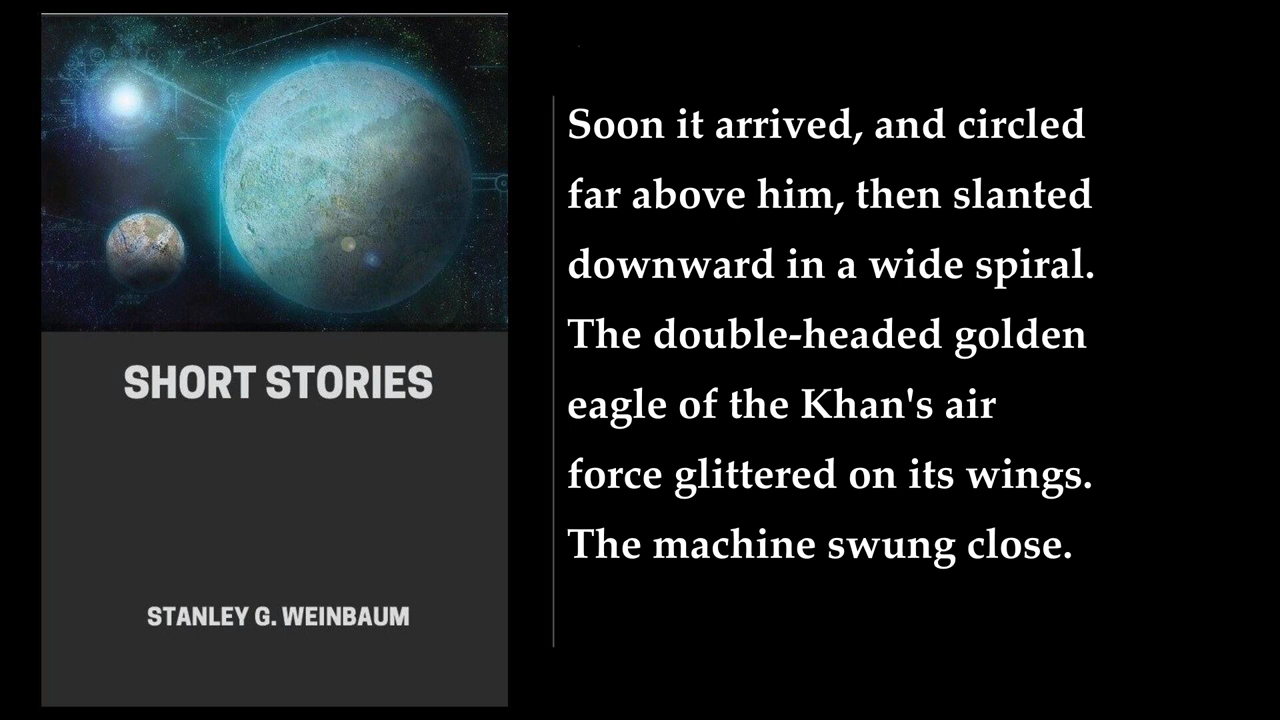 SHORT STORIES
STANLEY G. WEINBAUM
Soon it arrived, and circled
far above him, then slanted
downward in a wide spiral.
The double-headed golden
eagle of the Khan's air
force glittered on its wings.
The machine swung close.